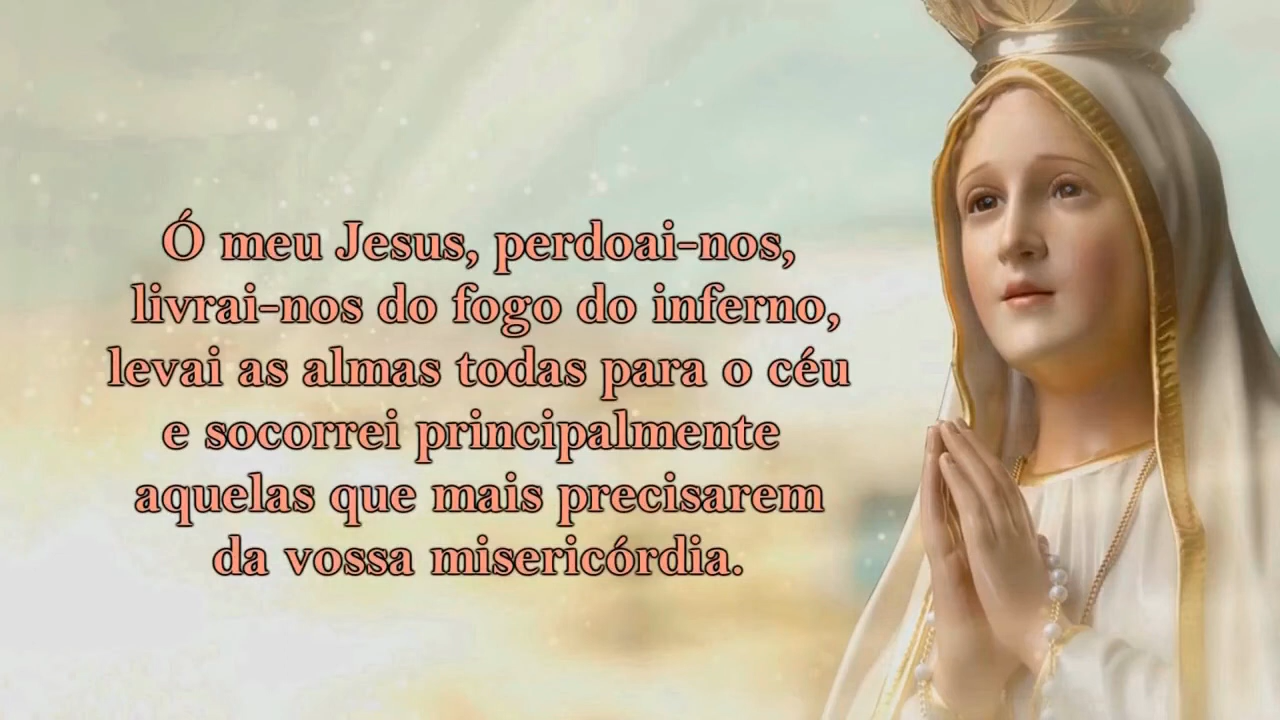 Ó meu Jesus, perdoai-nos,
livrai-nos do fogo do inferno,
levai as almas todas para o céu
e socorrei principalmente
aquelas que mais precisarem
da vossa misericórdia.